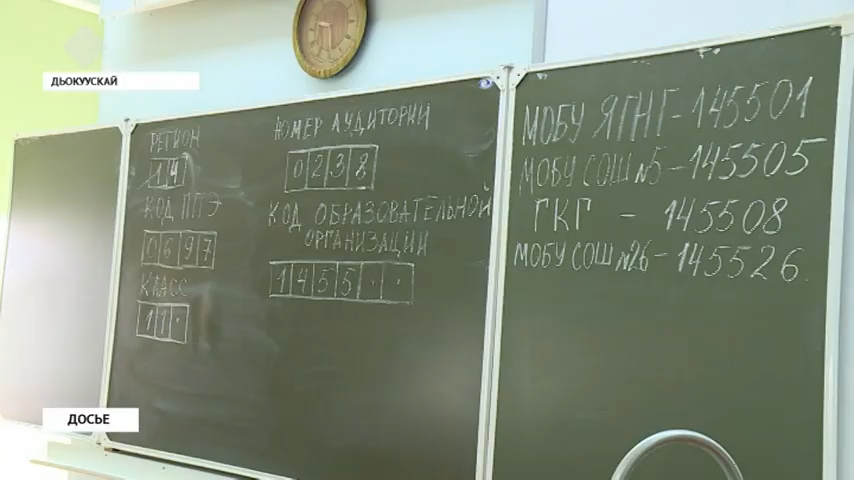 ДЬОКУУСКАЙ
РЕГИОН
14
КОД ППЭ
0697
КЛАСС
11.
НОМЕР АУДИТОРИИ
0238
КОД ОБРАЗОВАТЕЛЬНОЙ
ОРГАНИЗАЦИИ
1455..
МОБУ ЯГНГ-145501
МОБУ СОШ №5-145505
ГКГ - 145508
МОБУ СОШ №26-145526
ДОСЬЕ